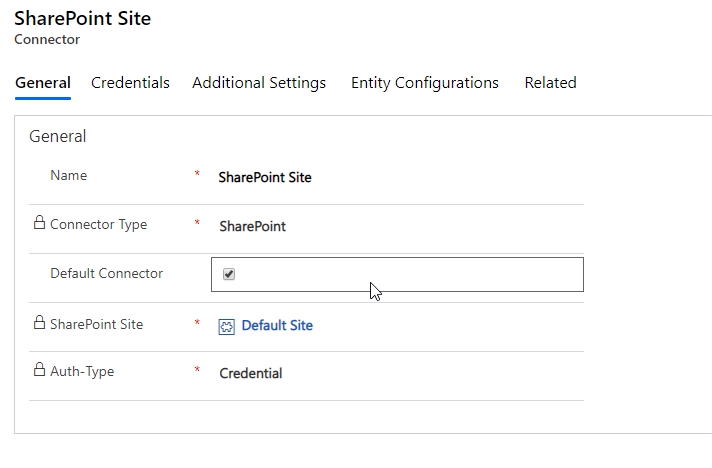 SharePoint Site
Connector
General Credentials Additional Settings Entity Configurations Related
General
Name * SharePoint Site
Connector Type * SharePoint
Default Connector
SharePoint Site * Default Site
Auth-Type * Credential